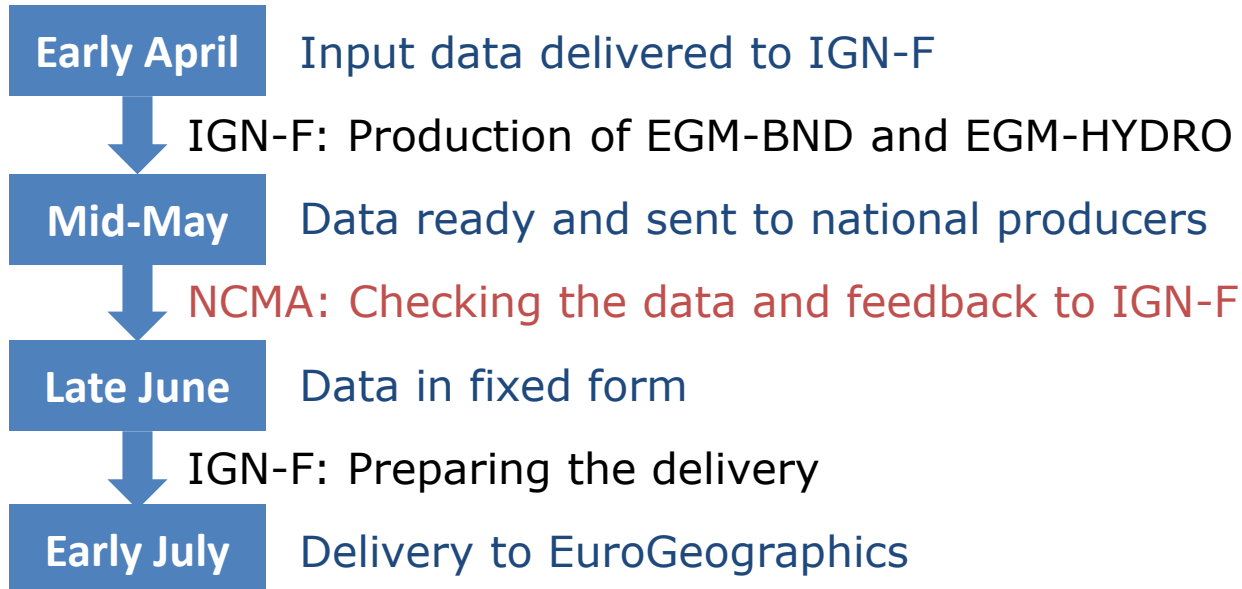 Early April Input data delivered to IGN-F
IGN-F: Production of EGM-BND and EGM-HYDRO
Mid-May Data ready and sent to national producers
NCMA: Checking the data and feedback to IGN-F
Late June Data in fixed form
IGN-F: Preparing the delivery
Early July Delivery to EuroGeographics